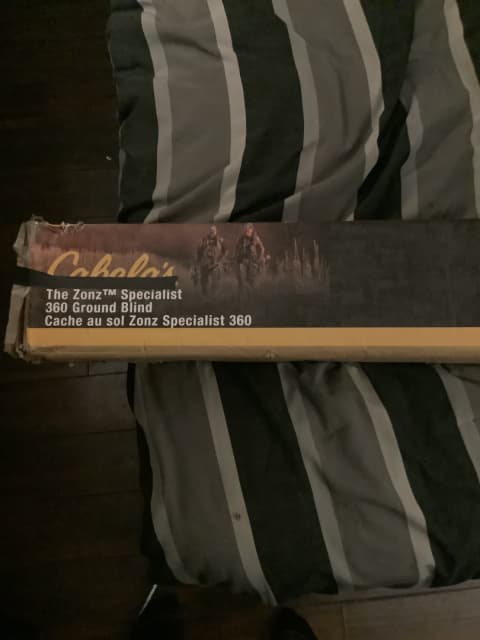 Cabela's
The Zonz™ Specialist
360 Ground Blind
Cache au sol Zonz Specialist 360